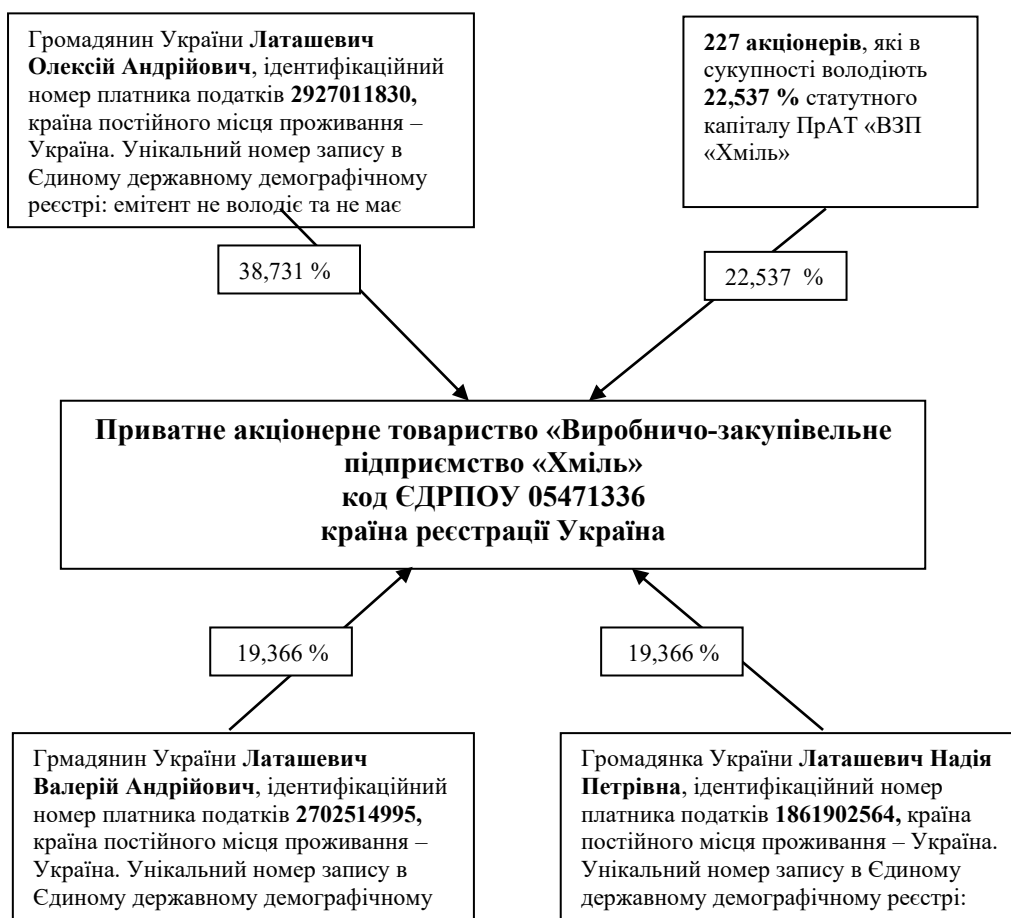 Громадянин України Латашевич
Олексій Андрійович, ідентифікаційний
номер платника податків 2927011830,
країна постійного місця проживання –
Україна. Унікальний номер запису в
Єдиному державному демографічному
реєстрі: емітент не володіє та не має
227 акціонерів, які в
сукупності володіють
22,537 % статутного
капіталу ПрАТ «ВЗП
«Хміль»
38,731 %
22,537 %
Приватне акціонерне товариство «Виробничо-закупівельне
підприємство «Хміль»
код ЄДРПОУ 05471336
країна реєстрації Україна
19,366 %
19,366 %
Грмадянин України Латашевич
Валерій Андрійович, ідентифікаційний
номер платника податків 2702514995,
країна постійного місця проживання –
Україна. Унікальний номер запису в
Єдиному державному демографічному
Громадянка України Латашевич Надія
Петрівна, ідентифікаційний номер
платника податків 1861902564, країна
постійного місця проживання – Україна.
Унікальний номер запису в Єдиному
державному демографічному реєстрі: